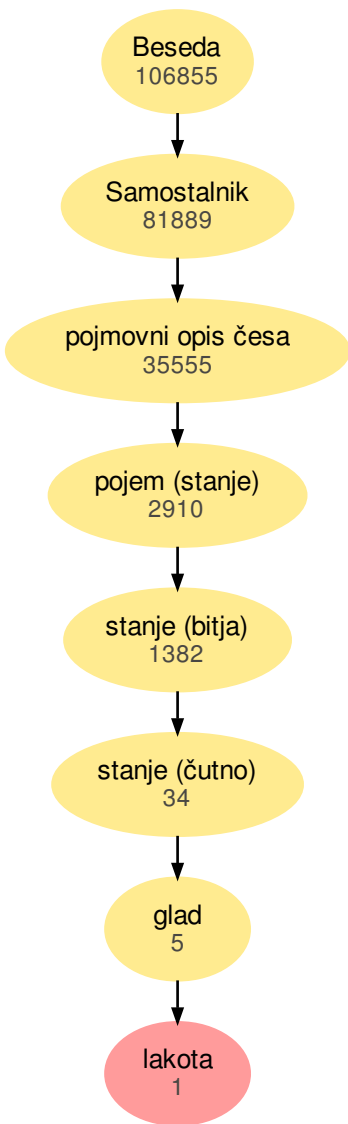 Beseda
106855
Samostalnik
81889
pojmovni opis česa
35555
pojem (stanje)
2910
stanje (bitja)
1382
stanje (čutno)
34
glad
5
lakota
1